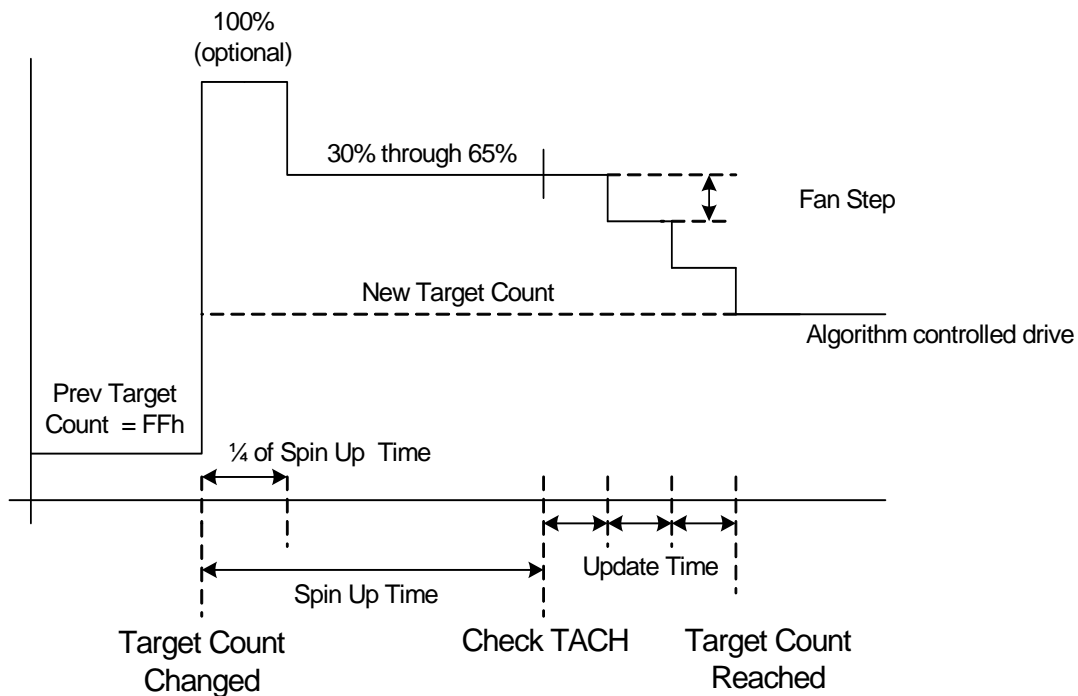 100%
(optional)
30% through 65%
Fan Step
New Target Count
Algorithm controlled drive
Prev Target
Count = FFh
¼ of Spin Up Time
Update Time
Spin Up Time
Target Count
Changed
Check TACH
Target Count
Reached